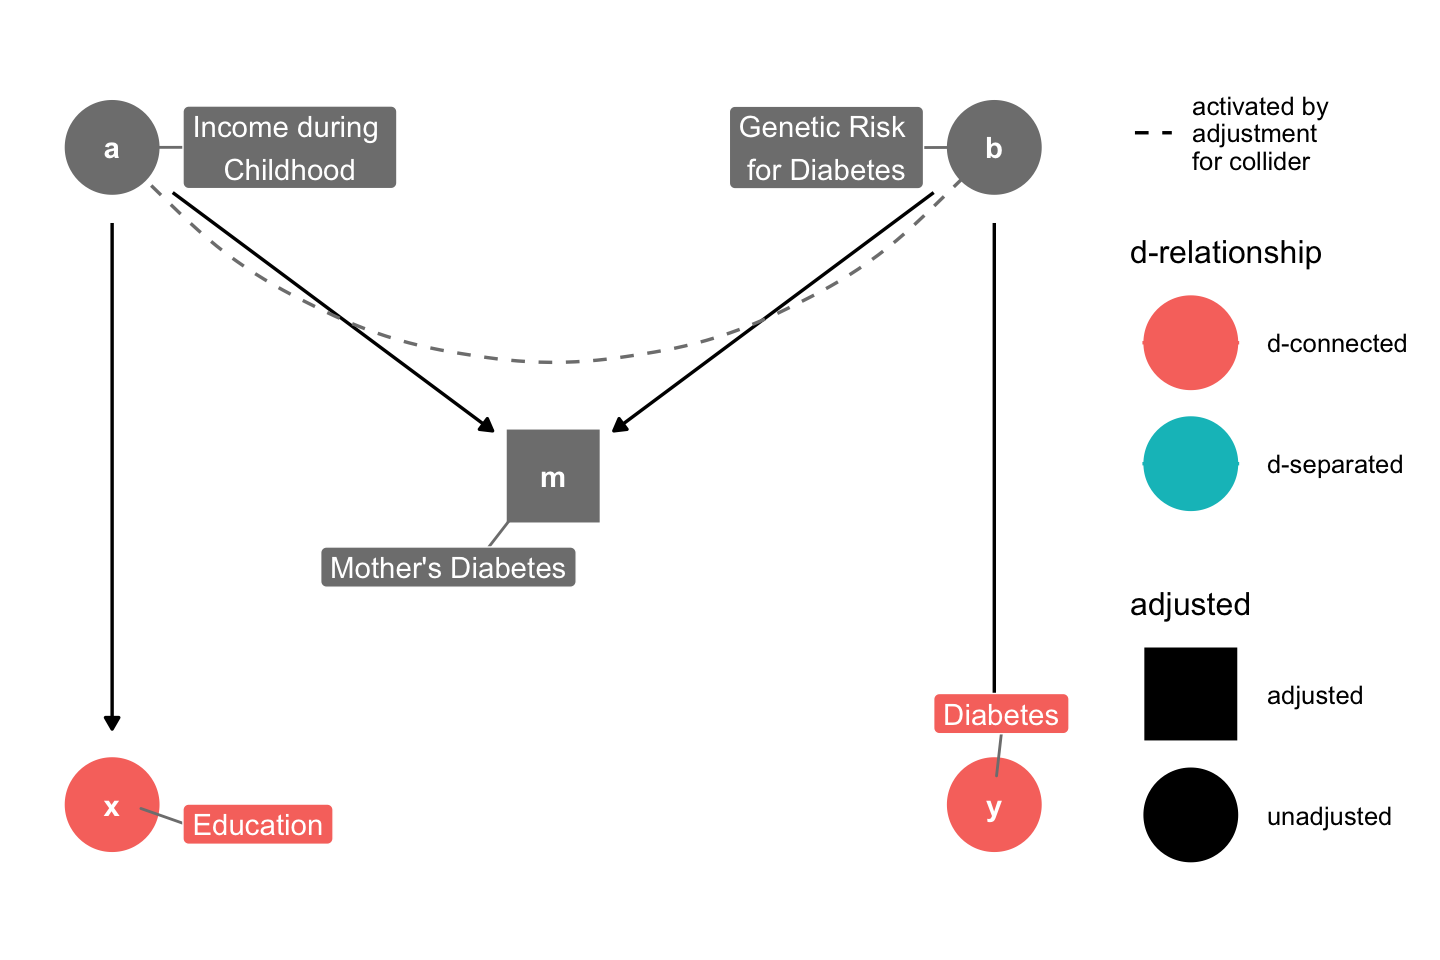 a
Income during
Childhood
Genetic Risk
for Diabetes
b
m
Mother's Diabetes
x
Education
Diabetes
y
activated by
adjustment
for collider
d-relationship
d-connected
d-separated
adjusted
adjusted
unadjusted